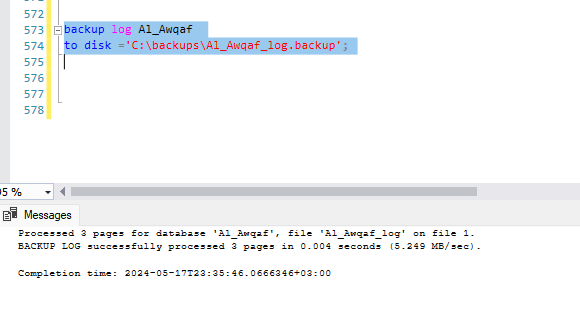 572
573 backup log Al_Awqaf
574 to disk ='C:\backups\Al_Awqaf_log.backup';
575
576
577
578
Messages
Processed 3 pages for database 'Al_Awqaf', file 'Al_Awqaf_log' on file 1.
BACKUP LOG successfully processed 3 pages in 0.004 seconds (5.249 MB/sec).
Completion time: 2024-05-17T23:35:46.0666346+03:00